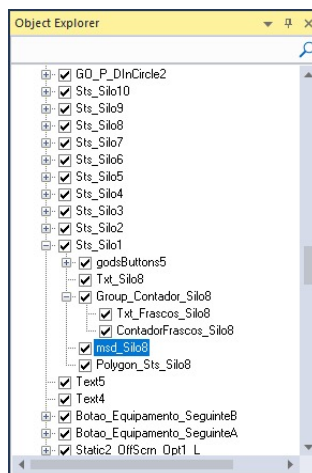 Object Explorer
GO_P_DInCircle2
Sts_Silo10
Sts_Silo9
Sts_Silo8
Sts_Silo7
Sts_Silo6
Sts_Silo5
Sts_Silo4
Sts_Silo3
Sts_Silo2
Sts_Silo1
godsButtons5
Txt_Silo8
Group_Contador_Silo8
Txt_Frascos_Silo8
ContadorFrascos_Silo8
msd_Silo8
Polygon_Sts_Silo8
Text5
Text4
Botao_Equipamento_SeguinteB
Botao_Equipamento_SeguinteA
Static2_OffScrn_Opt1_L